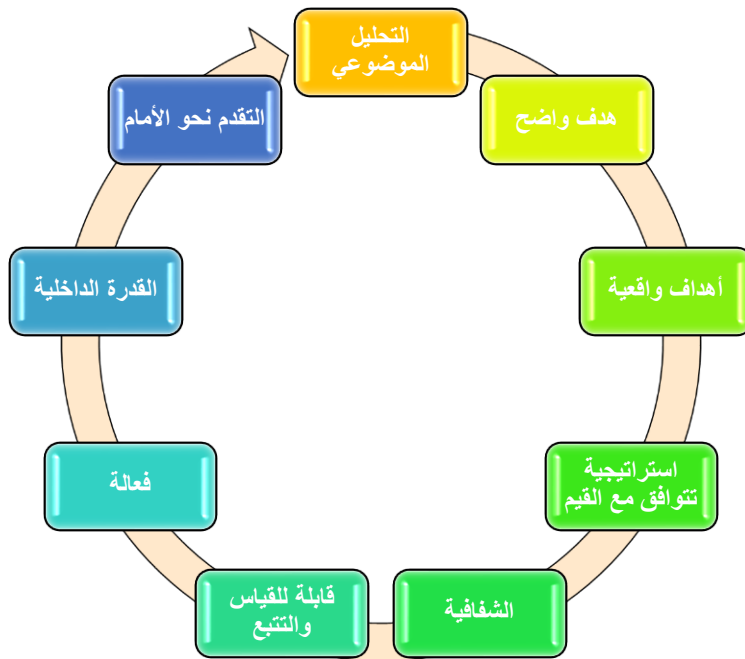 التحليل
الموضوعي
هدف واضح
أهداف واقعية
استراتيجية
تتوافق مع القيم
الشفافية
قابلة للقياس
والتتبع
فعالة
القدرة الداخلية
التقدم نحو الأمام